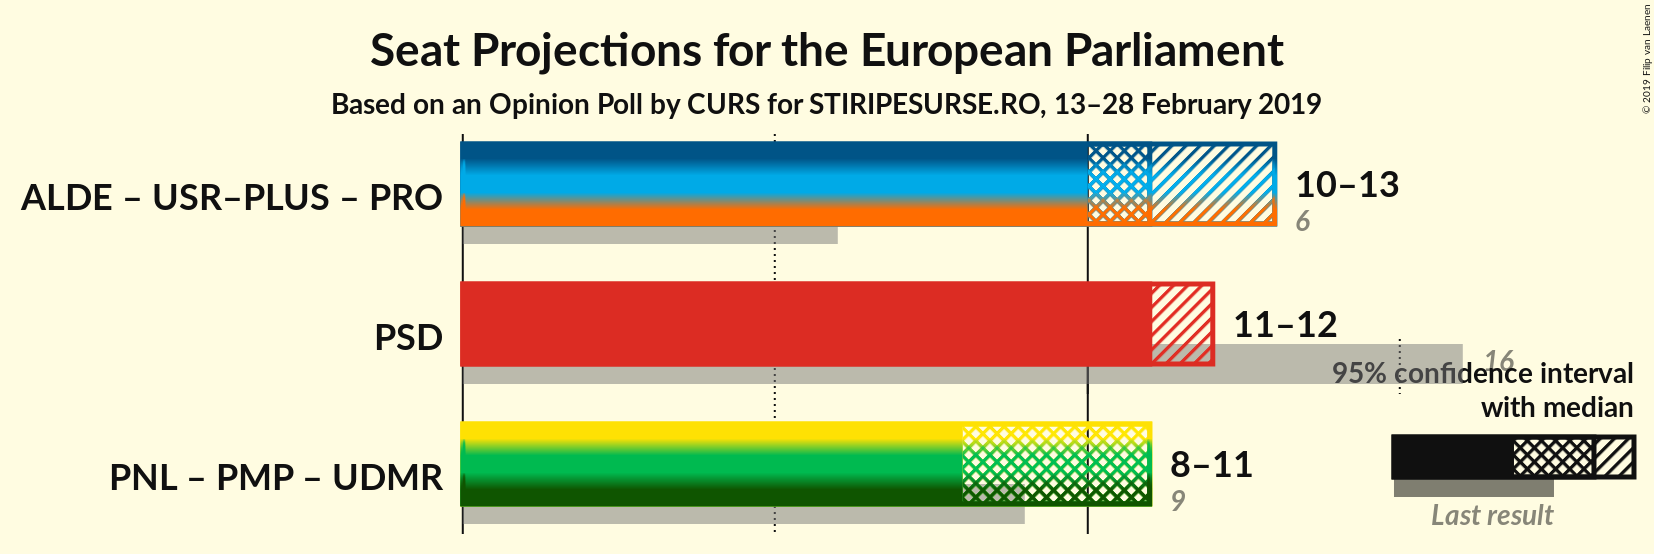 Seat Projections for the European Parliament
Based on an Opinion Poll by CURS for STIRIPESURSE.RO, 13–28 February 2019
© 2019 Filip van Laenen
ALDE – USR–PLUS – PRO
10–13
6
PSD
11–12
16
PNL – PMP – UDMR
8–11
9
95% confidence interval
with median
Last result